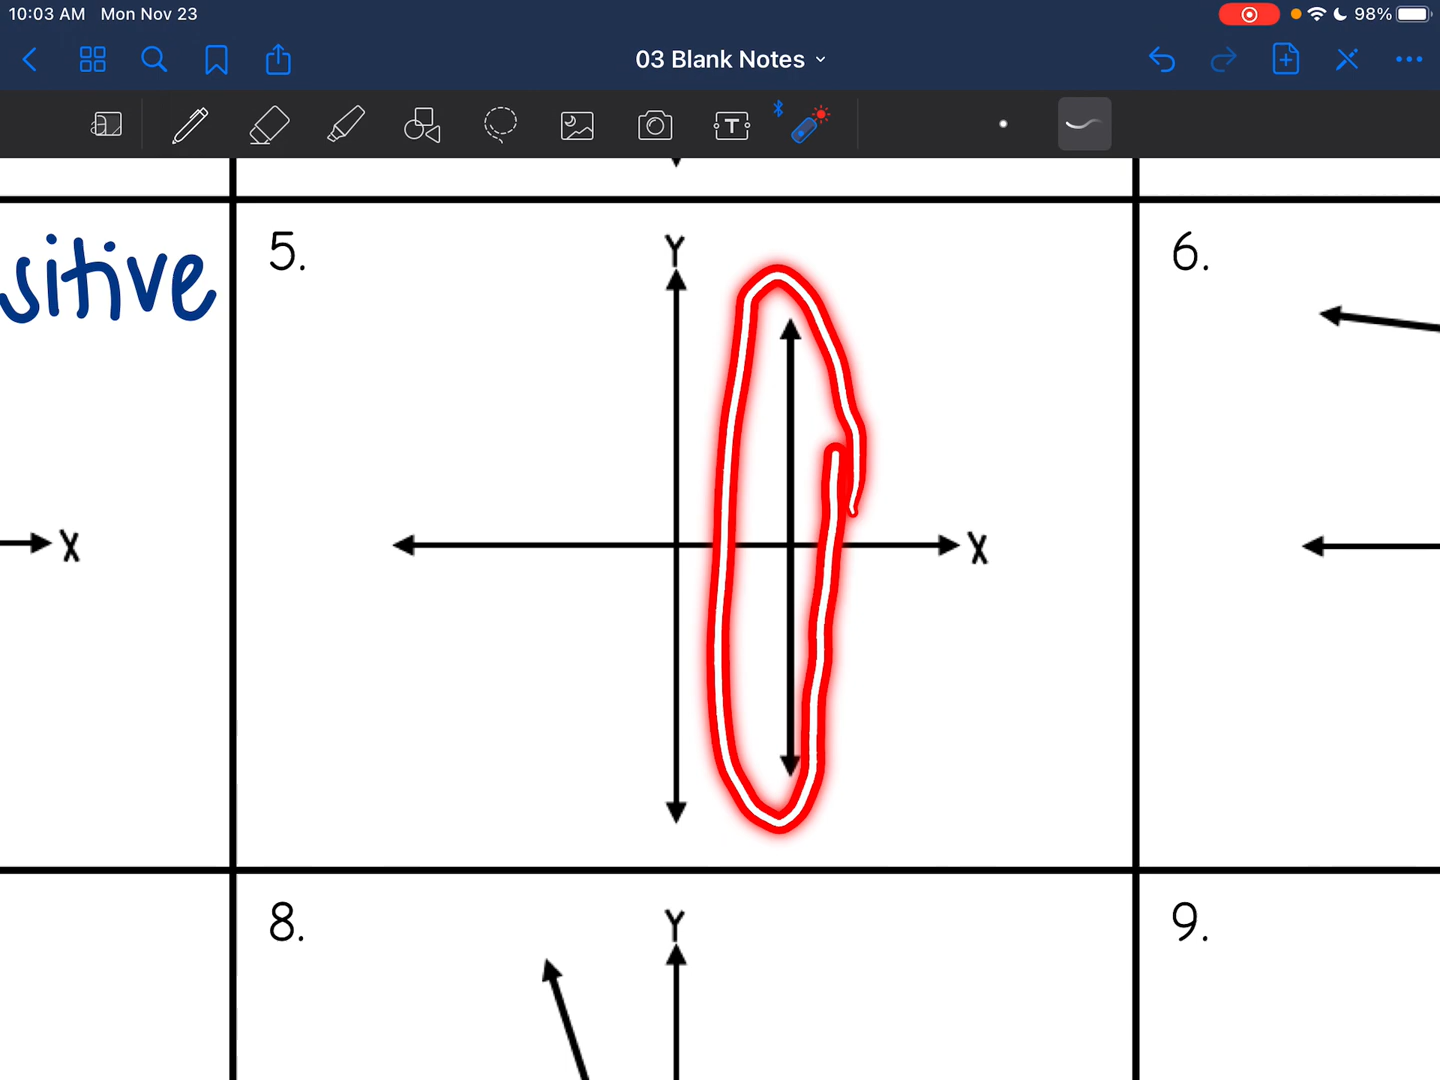 10:03 AM Mon Nov 23 98%
03 Blank Notes
T
sitive
5.
Y
6.
X
X
8.
Y
9.